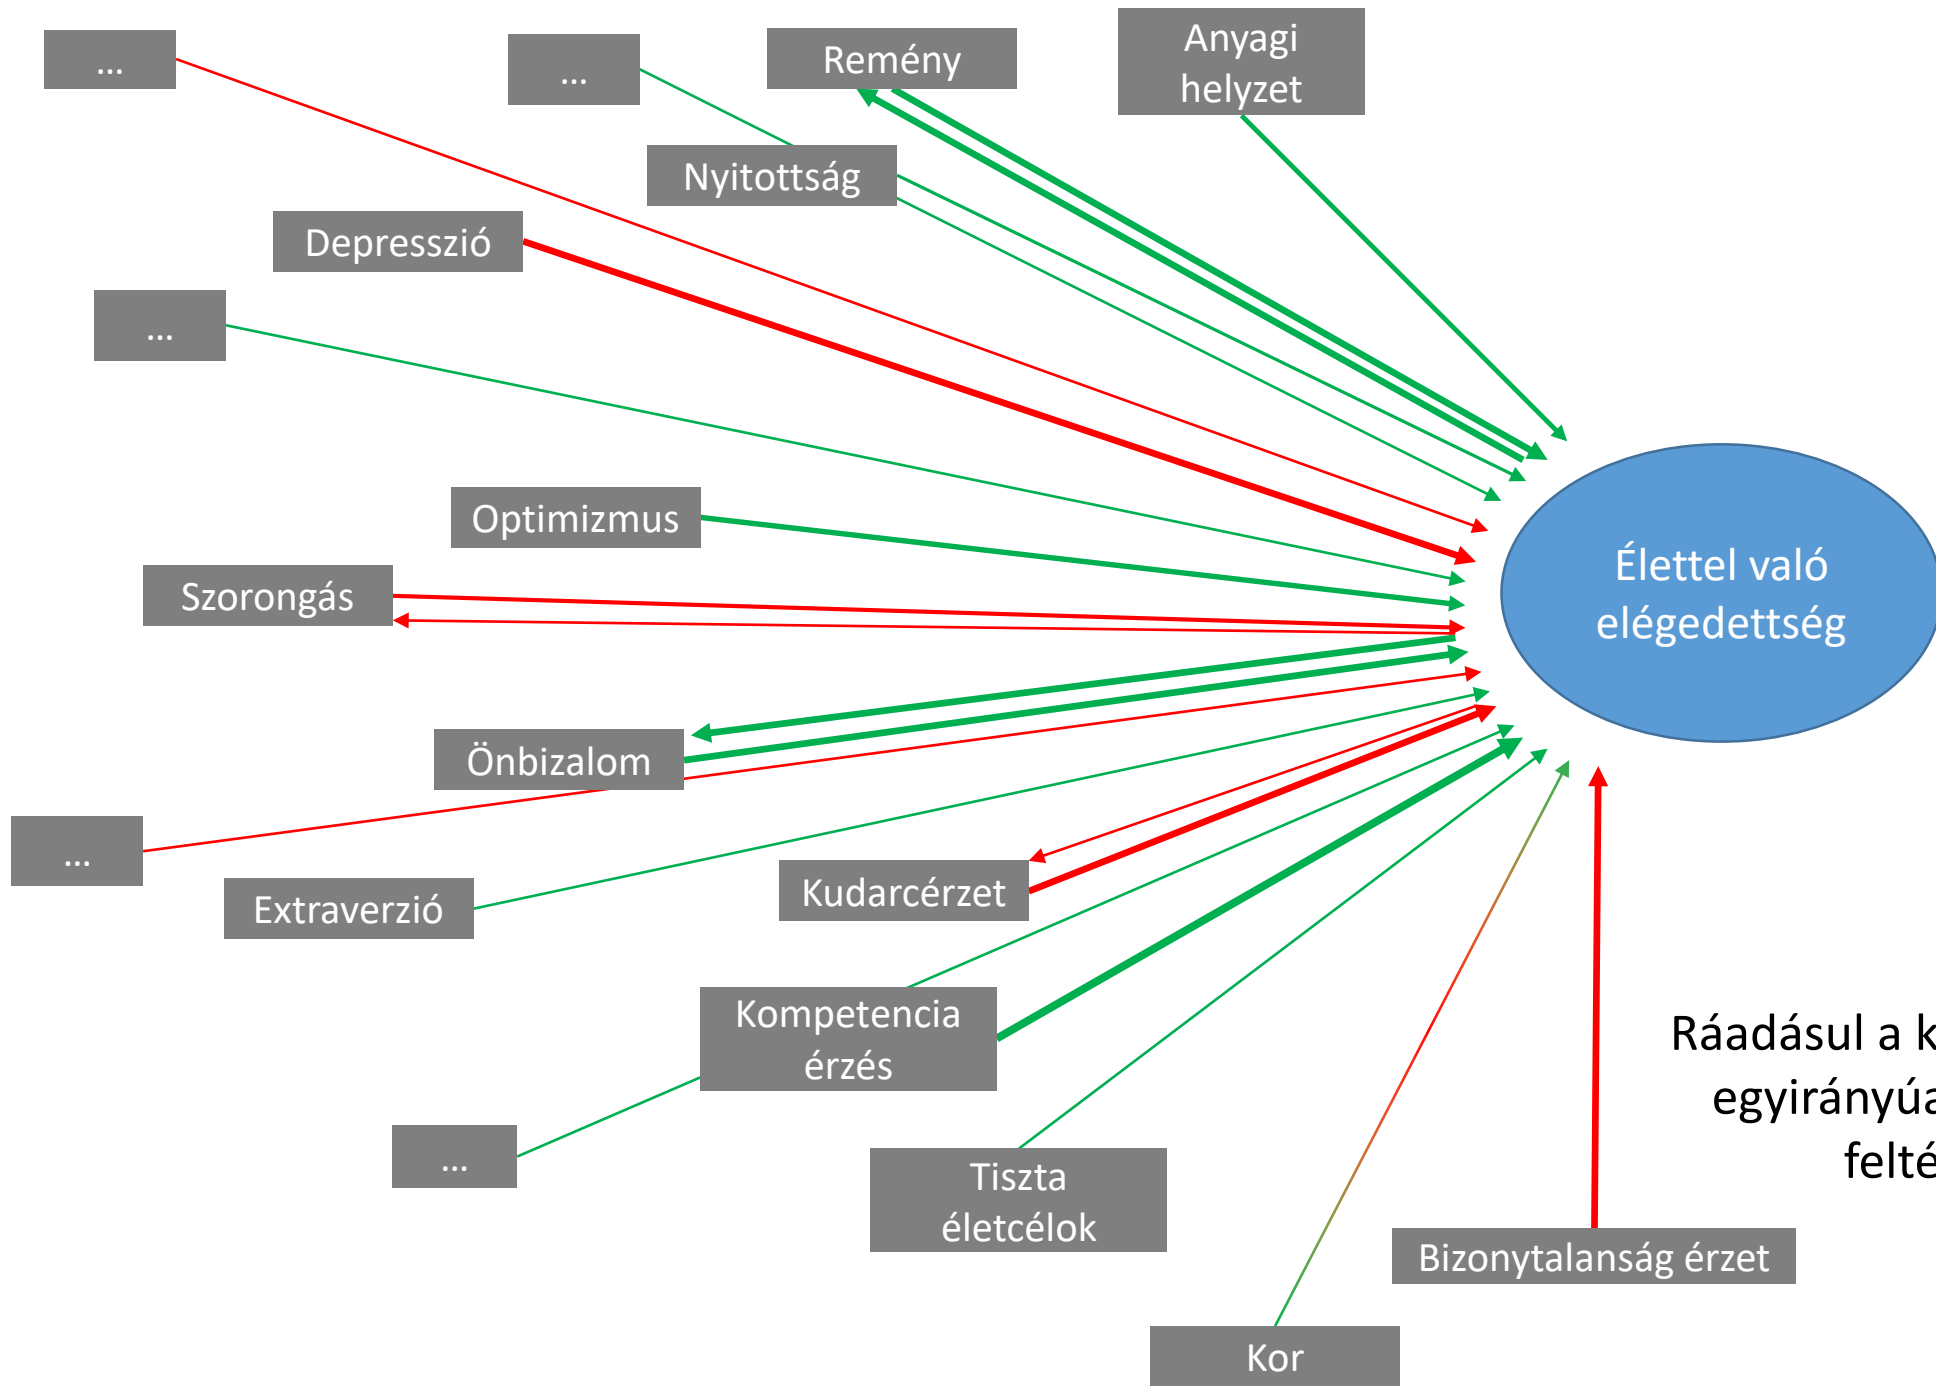 ...
...
Remény
Anyagi
helyzet
Nyitottság
Depresszió
...
Optimizmus
Szorongás
Élettel való
elégedettség
Önbizalom
...
Extraverzió
Kudarcérzet
Kompetencia
érzés
...
Tiszta
életcélok
Ráadásul a
Bizonytalanság érzet
Kor